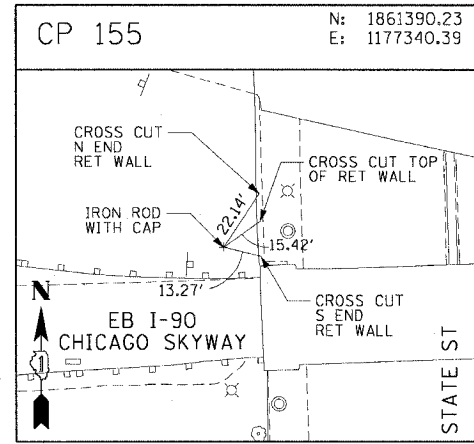 CP 155
N: 1861390.23
E: 1177340.39
CROSS CUT
N END
RET WALL
CROSS CUT TOP
OF RET WALL
IRON ROD
WITH CAP
22.14'
15.42'
13.27'
CROSS CUT
S END
RET WALL
N
EB I-90
CHICAGO SKYWAY
1
STATE ST